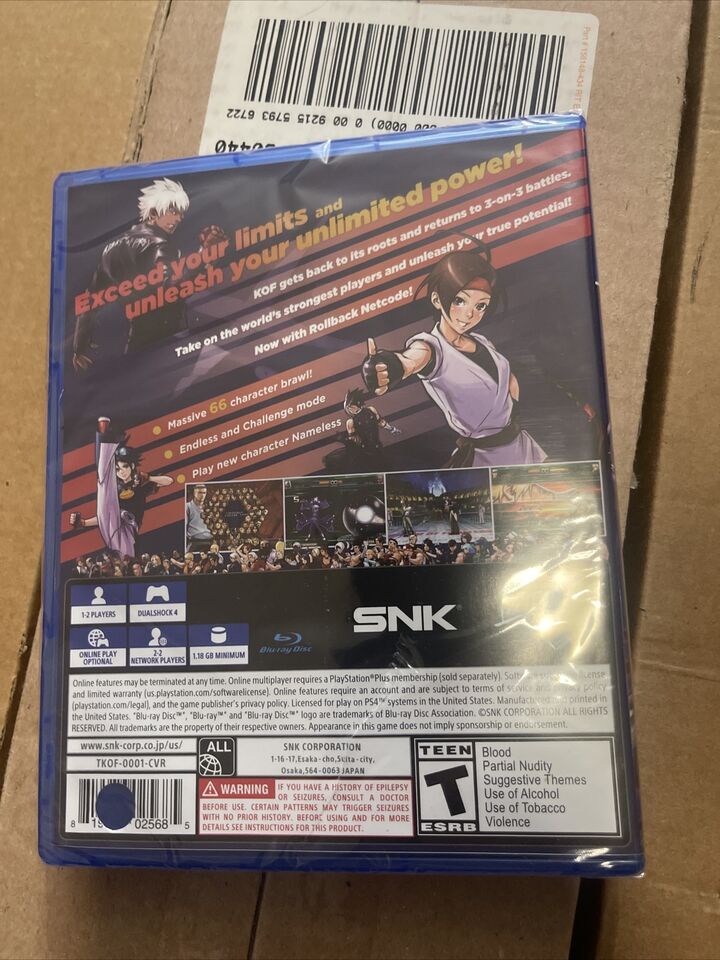 Part # 158148-434 RIT E
0000) 0 00 9215 5793 6722
0440
Exceed your limits and
unleash your unlimited power!
KOF gets back to its roots and returns to 3-on-3 battles.
Take on the world's strongest players and unleash your true potential!
Now with Rollback Netcode!
Massive 66 character brawl!
Endless and Challenge mode
Play new character Nameless
1-2 PLAYERS
DUALSHOCK 4
ONLINE PLAY OPTIONAL
2-2 NETWORK PLAYERS
1.18 GB MINIMUM
Blu-ray Disc
SNK
Online features may be terminated at any time. Online multiplayer requires a PlayStation®Plus membership (sold separately). license
and limited warranty (us.playstation.com/softwarelicense). Online features require an account and are subject to terms of service and privacy policy
(playstation.com/legal), and the game publisher's privacy policy. Licensed for play on PS4™ systems in the United States. Manufactured and printed in
the United States. "Blu-ray Disc™", "Blu-ray™" and "Blu-ray Disc™" logo are trademarks of Blu-ray Disc Association. ©SNK CORPORATION ALL RIGHTS
RESERVED. All trademarks are the property of their respective owners. Appearance in this game does not imply sponsorship or endorsement.
www.snk-corp.co.jp/us/
TKOF-0001-CVR
ALL
SNK CORPORATION
1-16-17,Esaka-cho,Suita-city,
Osaka,564-0063 JAPAN
WARNING IF YOU HAVE A HISTORY OF EPILEPSY
OR SEIZURES, CONSULT A DOCTOR
BEFORE USE. CERTAIN PATTERNS MAY TRIGGER SEIZURES
WITH NO PRIOR HISTORY. BEFORE USING AND FOR MORE
DETAILS SEE INSTRUCTIONS FOR THIS PRODUCT.
8 19 02568 5
TEEN
T
ESRB
Blood
Partial Nudity
Suggestive Themes
Use of Alcohol
Use of Tobacco
Violence